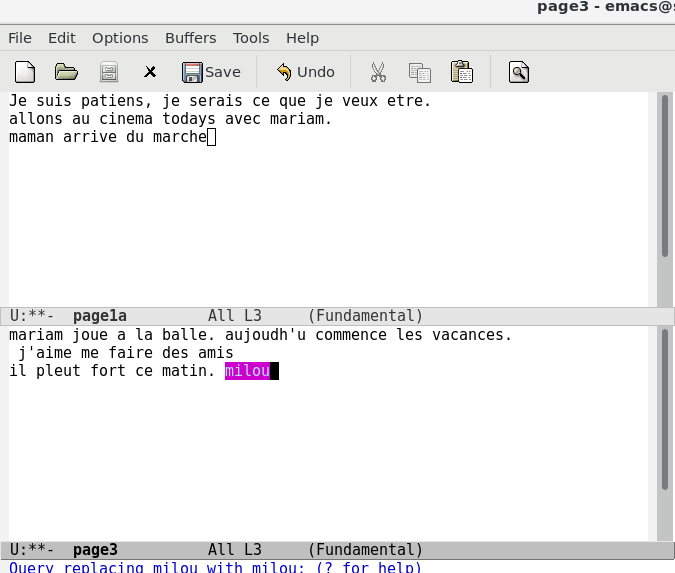 page3 - emacs@
File Edit Options Buffers Tools Help
Save Undo
Je suis patiens, je serais ce que je veux etre.
allons au cinema todays avec mariam.
maman arrive du marche
U:**- page1a All L3 (Fundamental)
mariam joue a la balle. aujoudh'u commence les vacances.
j'aime me faire des amis
il pleut fort ce matin. milou
U:**- page3 All L3 (Fundamental)
Query replacing milou with milou: (? for help)